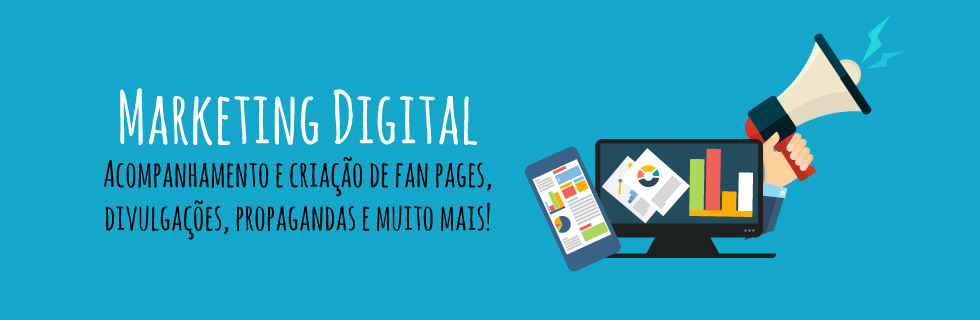 Marketing Digital
Acompanhamento e criação de fan pages,
divulgações, propagandas e muito mais!